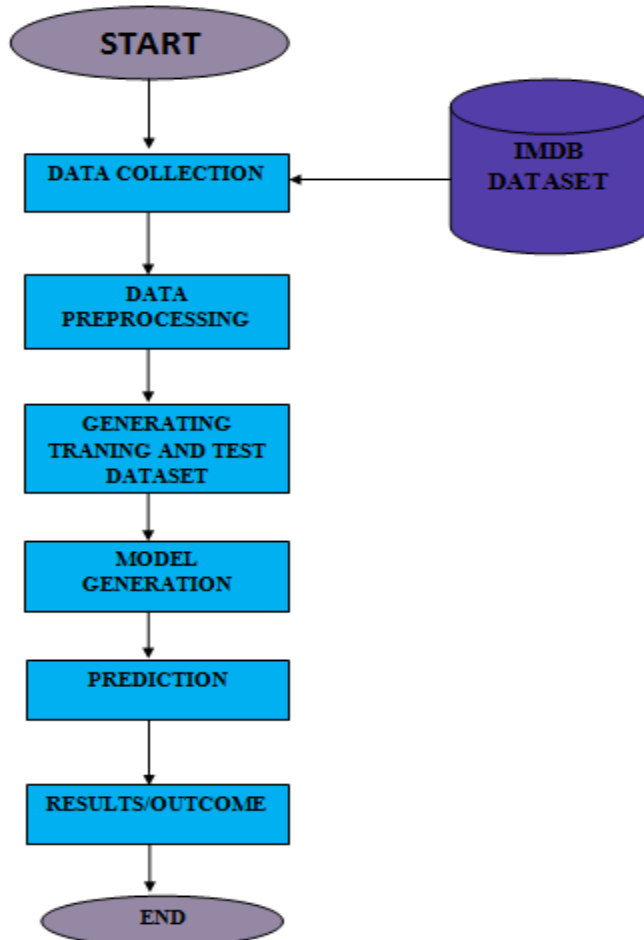 START
DATA COLLECTION
IMDB
DATASET
DATA
PREPROCESSING
GENERATING
TRANING AND TEST
DATASET
MODEL
GENERATION
PREDICTION
RESULTS/OUTCOME
END